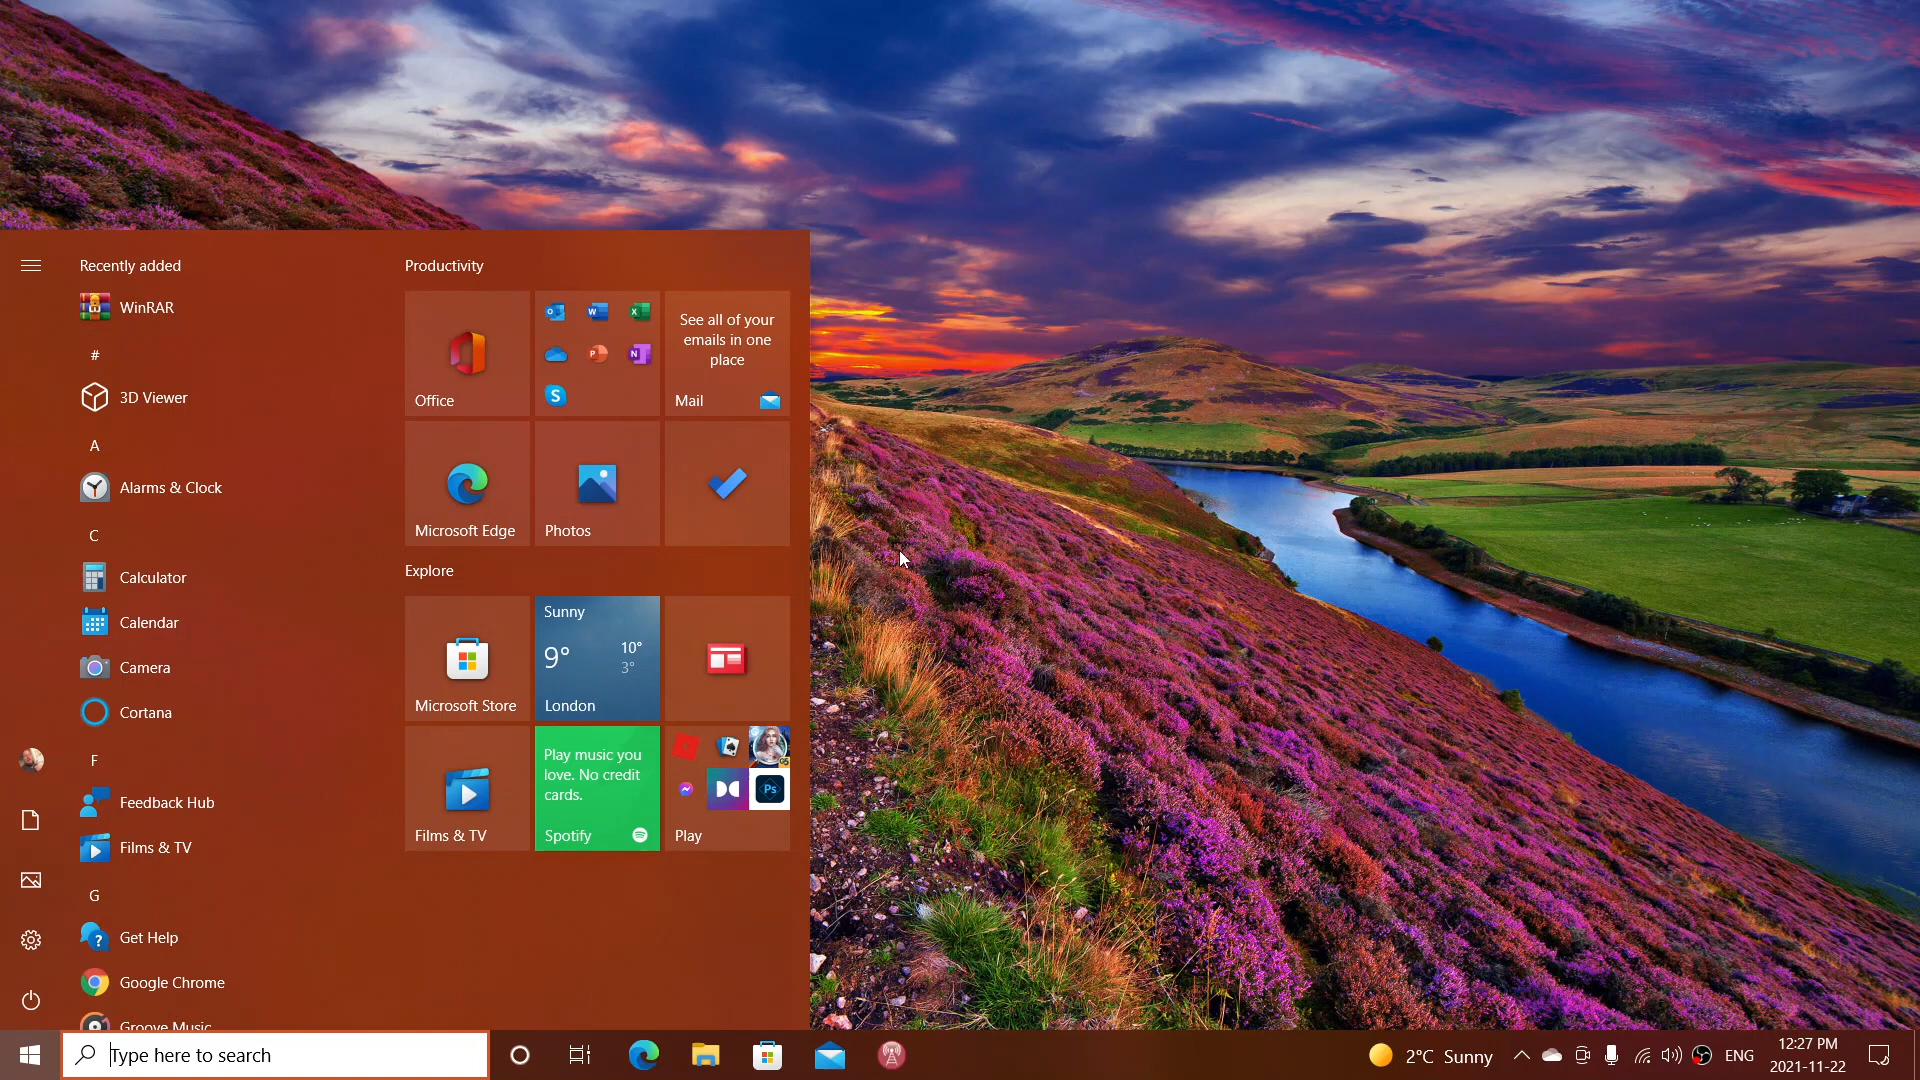 Recently added
WinRAR
#
3D Viewer
A
Alarms & Clock
C
Calculator
Calendar
Camera
Cortana
F
Feedback Hub
Films & TV
G
Get Help
Google Chrome
Groove Music
Productivity
Office
See all of your
emails in one
place
Mail
Microsoft Edge
Photos
Explore
Microsoft Store
Sunny
9°
10°
3°
London
Films & TV
Play music you
love. No credit
cards.
Spotify
Ps
Play
Type here to search
2°C Sunny
ENG
12:27 PM
2021-11-22